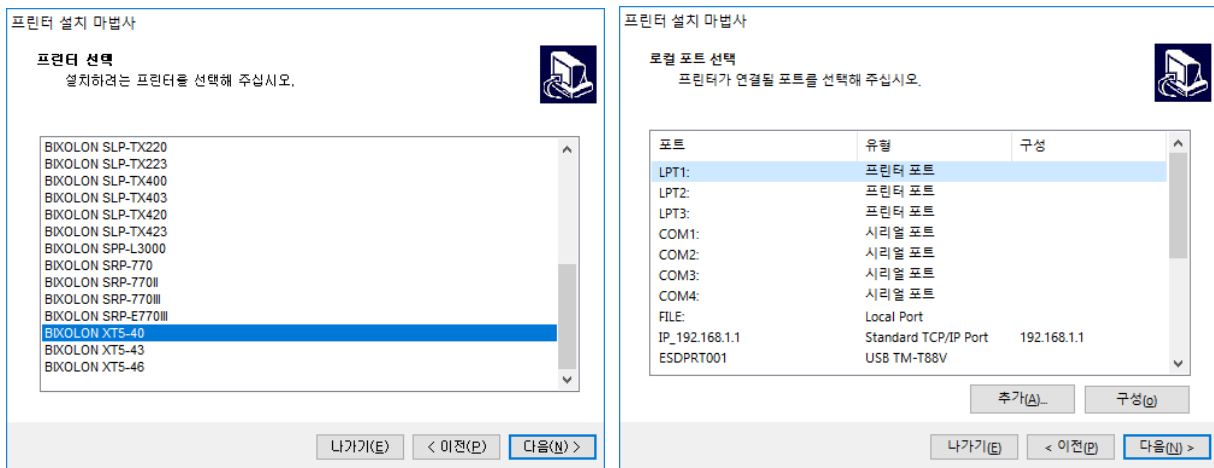 프린터 설치 마법사
프린터 선택
설치하려는 프린터를 선택해 주십시오.
BIXOLON SLP-TX220
BIXOLON SLP-TX223
BIXOLON SLP-TX400
BIXOLON SLP-TX403
BIXOLON SLP-TX420
BIXOLON SLP-TX423
BIXOLON SPP-L3000
BIXOLON SRP-770
BIXOLON SRP-770II
BIXOLON SRP-770III
BIXOLON SRP-E770III
BIXOLON XT5-40
BIXOLON XT5-43
BIXOLON XT5-46
나가기(E) < 이전(P) 다음(N) >
프린터 설치 마법사
로컬 포트 선택
프린터가 연결될 포트를 선택해 주십시오.
포트 유형 구성
LPT1: 프린터 포트
LPT2: 프린터 포트
LPT3: 프린터 포트
COM1: 시리얼 포트
COM2: 시리얼 포트
COM3: 시리얼 포트
COM4: 시리얼 포트
FILE: Local Port
IP_192.168.1.1 Standard TCP/IP Port 192.168.1.1
ESDPRT001 USB TM-T88V
추가(A)... 구성(o)
나가기(E) < 이전(P) 다음(N) >